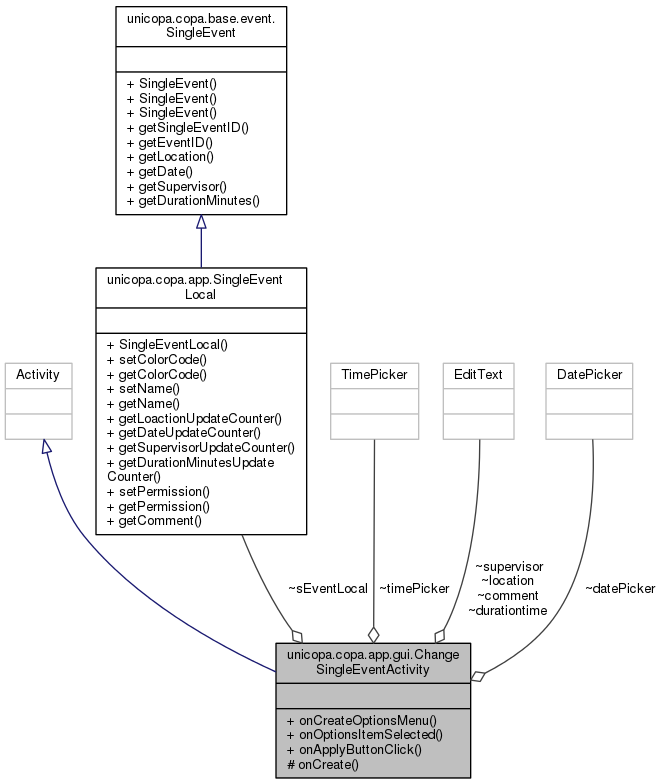 unicopa.copa.base.event.
SingleEvent
+ SingleEvent()
+ SingleEvent()
+ SingleEvent()
+ getSingleEventID()
+ getEventID()
+ getLocation()
+ getDate()
+ getSupervisor()
+ getDurationMinutes()
unicopa.copa.app.SingleEvent
Local
+ SingleEventLocal()
+ setColorCode()
+ getColorCode()
+ setName()
+ getName()
+ getLoactionUpdateCounter()
+ getDateUpdateCounter()
+ getSupervisorUpdateCounter()
+ getDurationMinutesUpdate
Counter()
+ setPermission()
+ getPermission()
+ getComment()
Activity
TimePicker
EditText
DatePicker
~sEventLocal
~timePicker
~supervisor
~location
~comment
~durationtime
~datePicker
unicopa.copa.app.gui.Change
SingleEventActivity
+ onCreateOptionsMenu()
+ onOptionsItemSelected()
+ onApplyButtonClick()
# onCreate()